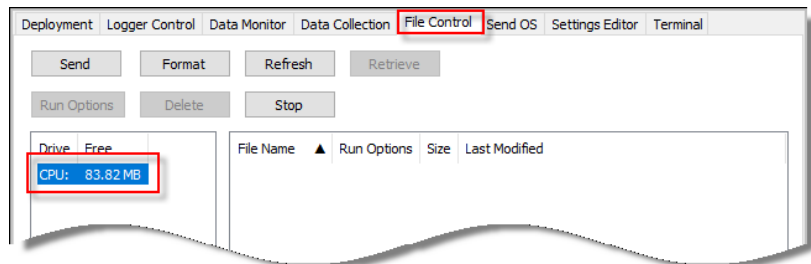 Deployment Logger Control Data Monitor Data Collection File Control Send OS Settings Editor Terminal
Send Format Refresh Retrieve
Run Options Delete Stop
Drive Free File Name ▲ Run Options Size Last Modified
CPU: 83.82 MB